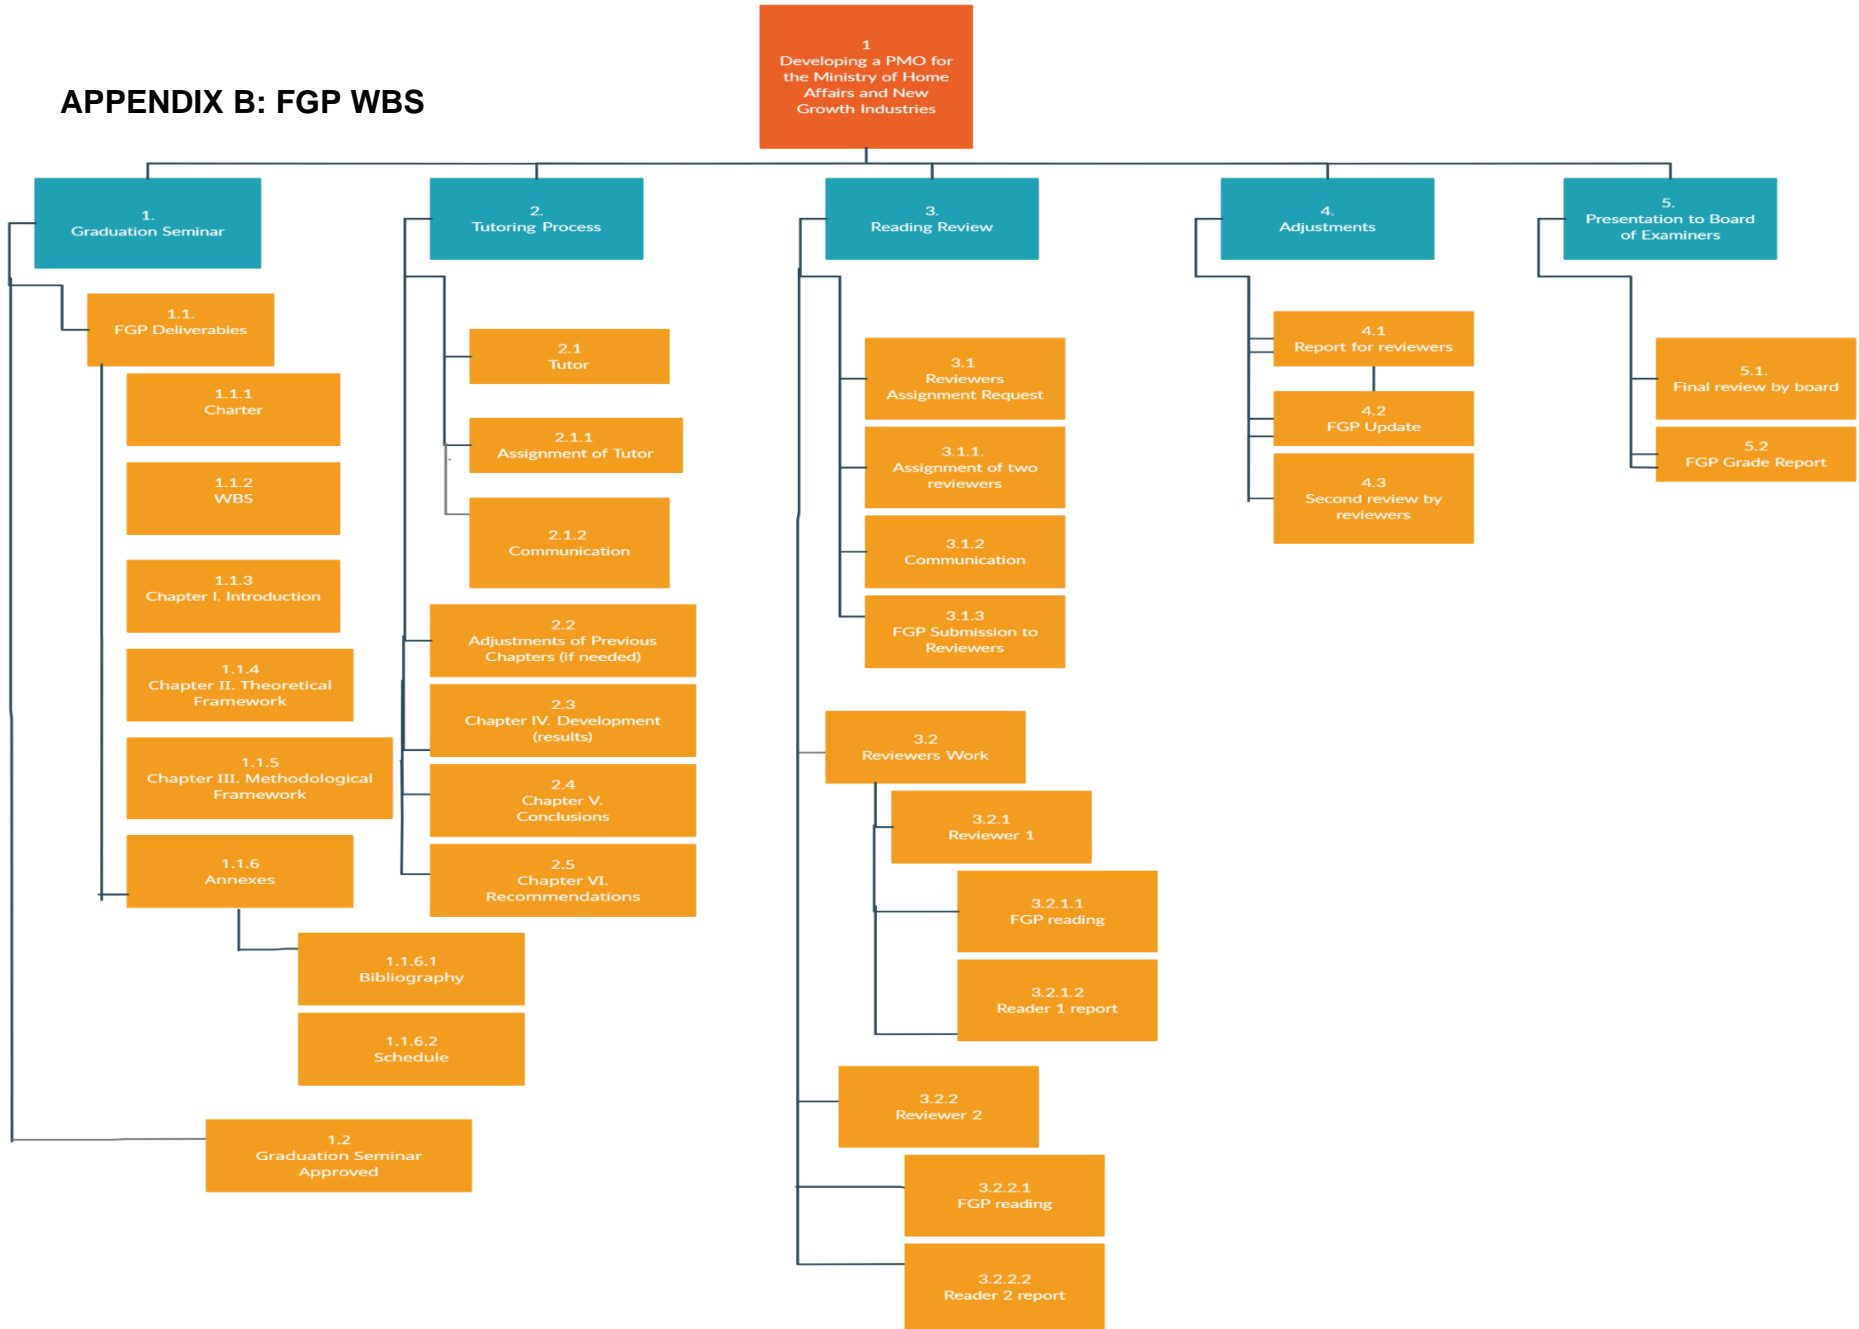 APPENDIX B: FGP WBS
1
Developing a PMO for
the Ministry of Home
Affairs and New
Growth Industries
1.
Graduation Seminar
1.1.
FGP Deliverables
1.1.1
Charter
1.1.2
WBS
1.1.3
Chapter I. Introduction
1.1.4
Chapter II. Theoretical
Framework
1.1.5
Chapter III. Methodological
Framework
1.1.6
Annexes
1.1.6.1
Bibliography
1.1.6.2
Schedule
1.2
Graduation Seminar
Approved
2.
Tutoring Process
2.1
Tutor
2.1.1
Assignment of Tutor
2.1.2
Communication
2.2
Adjustments of Previous
Chapters (if needed)
2.3
Chapter IV. Development
(results)
2.4
Chapter V.
Conclusions
2.5
Chapter VI.
Recommendations
3.
Reading Review
3.1
Reviewers
Assignment Request
3.1.1.
Assignment of two
reviewers
3.1.2
Communication
3.1.3
FGP Submission to
Reviewers
3.2
Reviewers Work
3.2.1
Reviewer 1
3.2.1.1
FGP reading
3.2.1.2
Reader 1 report
3.2.2
Reviewer 2
3.2.2.1
FGP reading
3.2.2.2
Reader 2 report
4.
Adjustments
4.1
Report for reviewers
4.2
FGP Update
4.3
Second review by
reviewers
5.
Presentation to Board
of Examiners
5.1.
Final review by board
5.2
FGP Grade Report